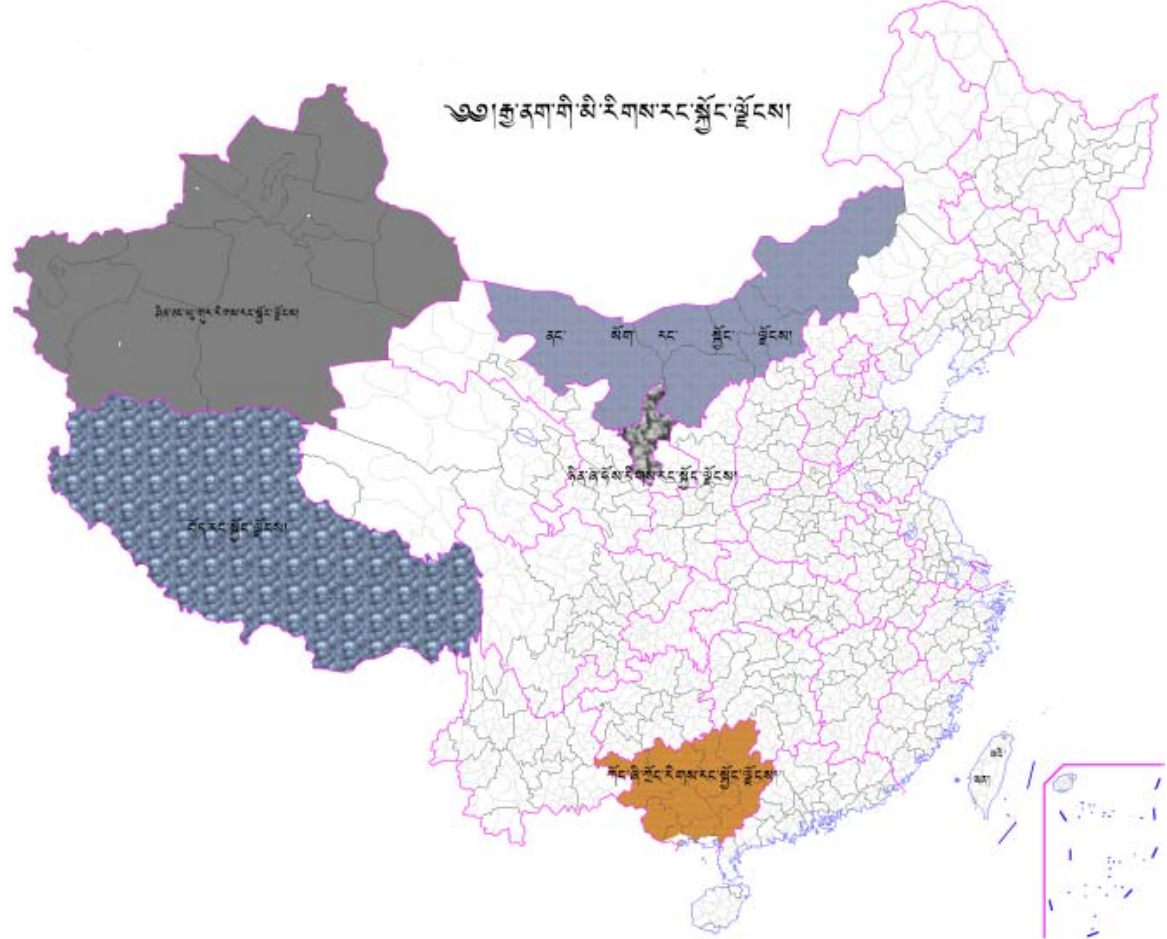 ༄༅།རྒྱ་ནག་གི་མི་རིགས་རང་སྐྱོང་ལྗོངས།
ཤིན་ཅང་ཡུ་གུར་རིགས་རང་སྐྱོང་ལྗོངས།
ནང་ སོག་ རང་ སྐྱོང་ ལྗོངས།
ཉིན་ཞ་ཧོས་རིགས་རང་སྐྱོང་ལྗོངས།
བོད་རང་སྐྱོང་ལྗོངས།
ཀོང་ཞི་ཀྲོང་རིགས་རང་སྐྱོང་ལྗོངས།